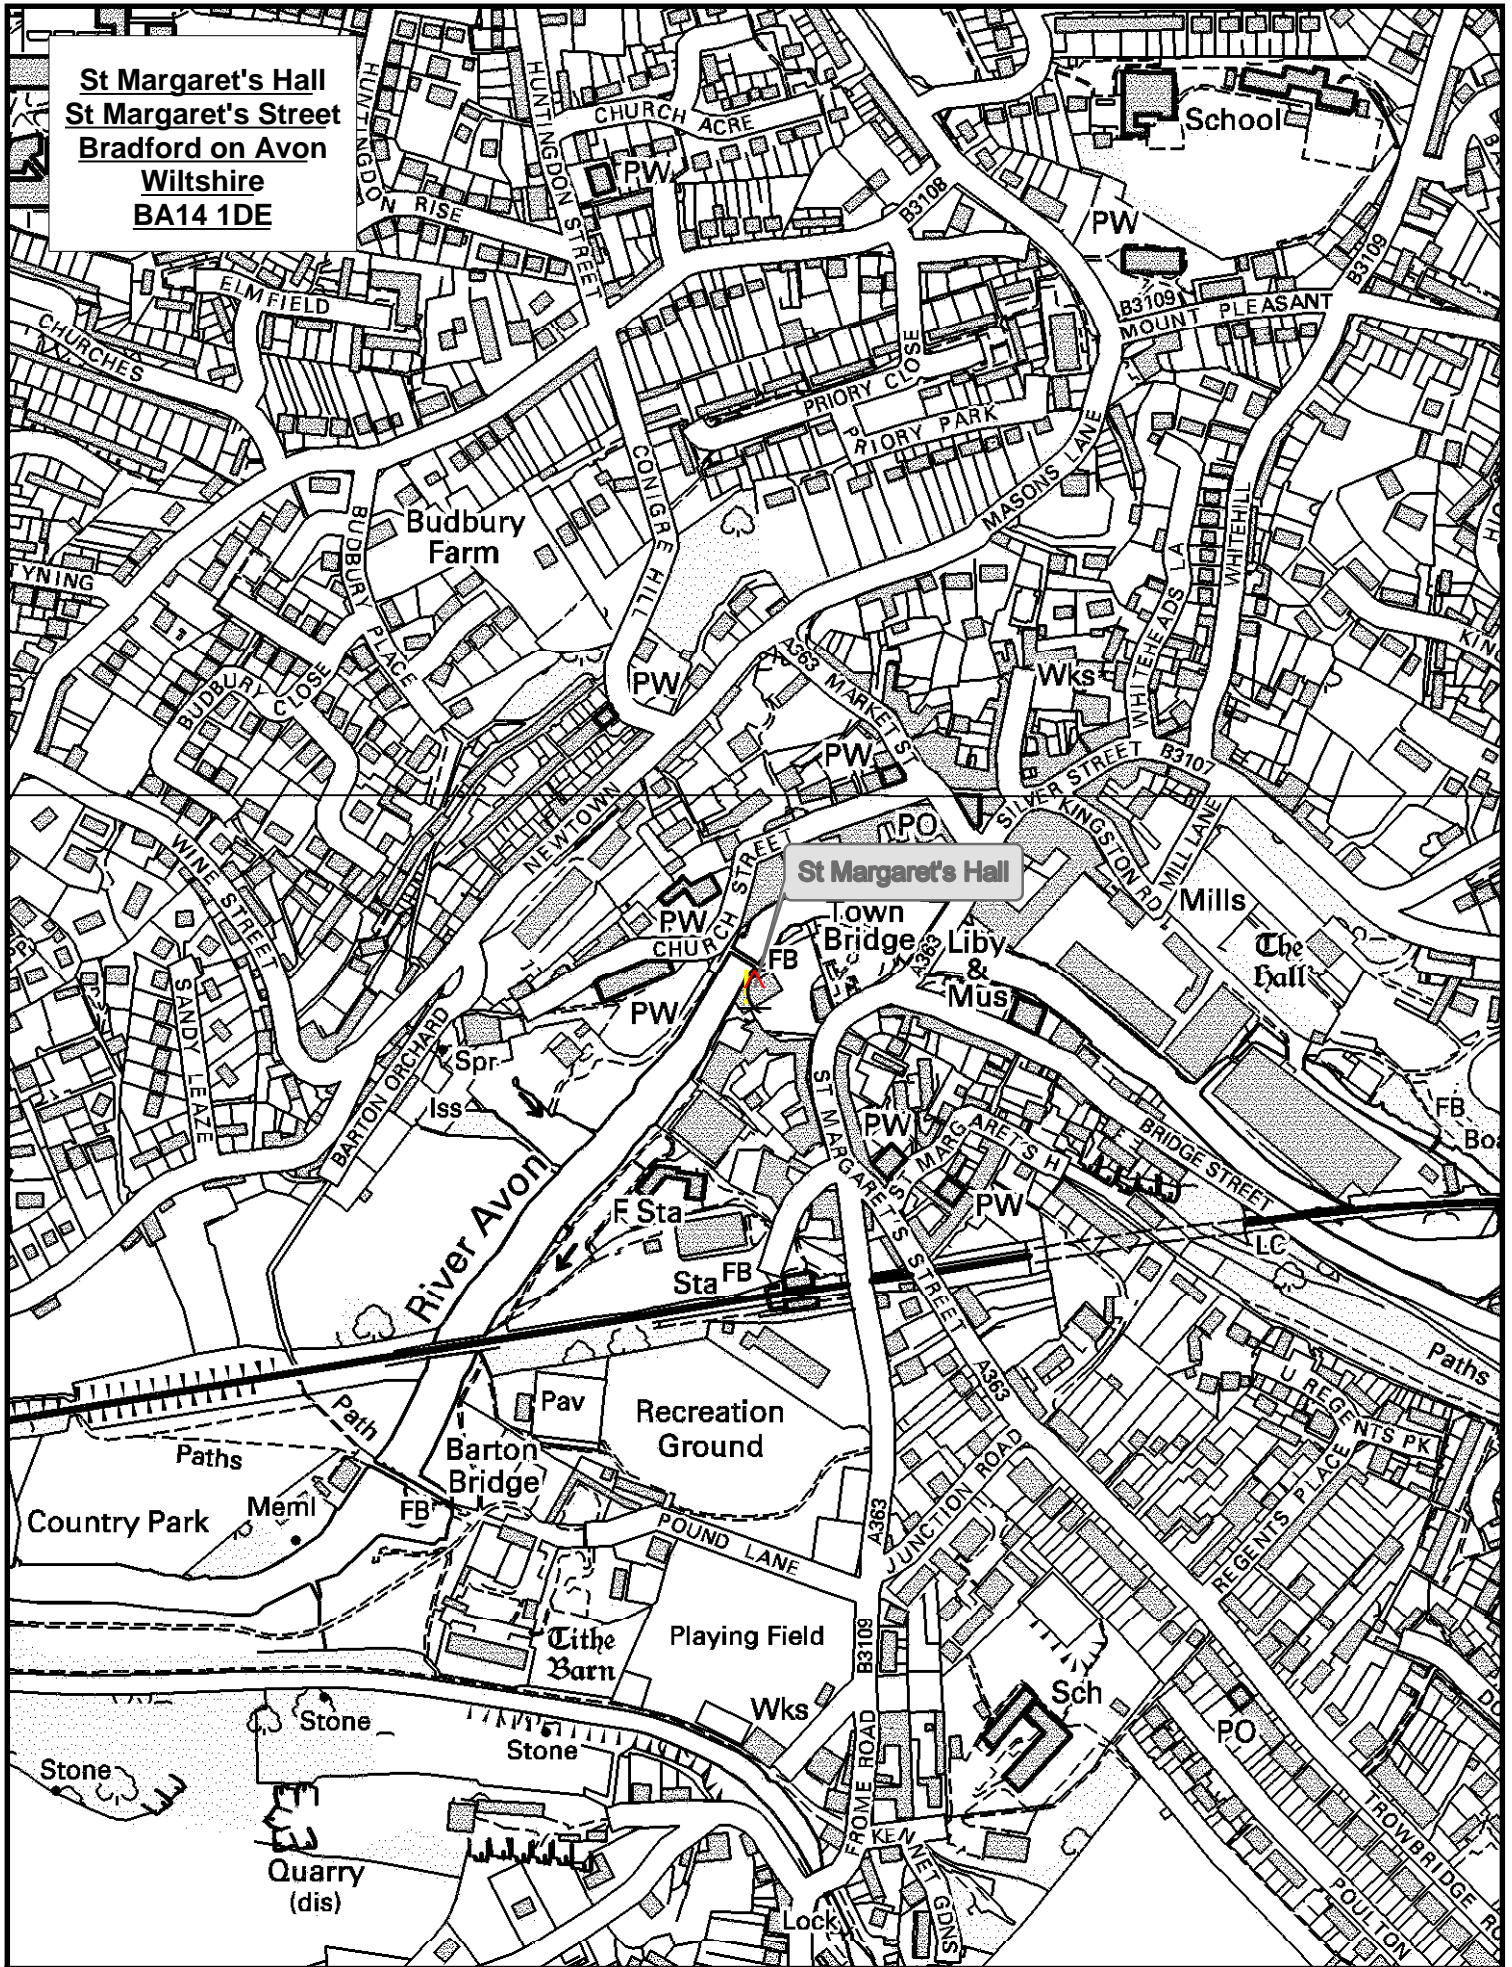 St Margaret's Hall
St Margaret's Street
Bradford on Avon
Wiltshire
BA14 1DE
HUNTINGDON RISE
HUNTINGDON STREET
CHURCH ACRE
PW
School
B3108
PW
B3109
B3109
MOUNT PLEASANT
ELMFIELD
CHURCHES
PRIORY CLOSE
PRIORY PARK
MASONS LANE
CONIGRE HILL
Budbury
Farm
BUDBURY PLACE
TYNING
WHITEHILL
WHITEHEADS LA
BUDBURY CLOSE
PW
A363
MARKET ST
Wks
PW
SILVER STREET
B3107
NEWTOWN
WINE STREET
PO
KINGSTON RD
MILL LANE
Mills
CHURCH STREET
St Margaret's Hall
PW
Town
Bridge
A363
Liby
&
Mus
The
Hall
FB
PW
SANDY LEAZE
BARTON ORCHARD
Spr
Iss
ST MARGARET'S STREET
PW
ST MARGARET'S H
BRIDGE STREET
FB
River Avon
F Sta
PW
LC
Sta
FB
Paths
A363
U REGENTS PK
Pav
Recreation
Ground
Path
Paths
Barton
Bridge
REGENTS PLACE
JUNCTION ROAD
Country Park
Meml
FB
A363
POUND LANE
B3109
Tithe
Barn
Playing Field
Sch
Wks
PO
Stone
Stone
Stone
FROME ROAD
Quarry
(dis)
KENNET GDNS
Lock
TROWBRIDGE RO
POULTON